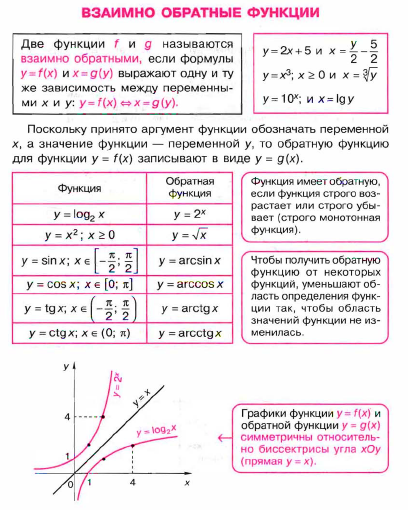 ВЗАИМНО ОБРАТНЫЕ ФУНКЦИИ
Две функции f и g называются
взаимно обратными, если формулы
y = f(x) и x = g(y) выражают одну и ту
же зависимость между переменны-
ми x и y: y = f(x) ⇔ x = g(y).
y = 2x + 5 и x = y/2 − 5/2
y = x³; x ≥ 0 и x = ∛y
y = 10ˣ; и x = lg y
Поскольку принято аргумент функции обозначать переменной
x, а значение функции — переменной y, то обратную функцию
для функции y = f(x) записывают в виде y = g(x).
Функция
Обратная
функция
y = log₂ x
y = 2ˣ
y = x²; x ≥ 0
y = √x
y = sin x; x ∈ [−π/2; π/2]
y = arcsin x
y = cos x; x ∈ [0; π]
y = arccos x
y = tg x; x ∈ (−π/2; π/2)
y = arctg x
y = ctg x; x ∈ (0; π)
y = arcctg x
Функция имеет обратную,
если функция строго воз-
растает или строго убы-
вает (строго монотонная
функция).
Чтобы получить обратную
функцию от некоторых
функций, уменьшают об-
ласть определения функ-
ции так, чтобы область
значений функции не из-
менилась.
y
y = 2ˣ
y = x
4
y = log₂x
1
0 1 4 x
Графики функции y = f(x) и
обратной функции y = g(x)
симметричны относитель-
но биссектрисы угла xOy
(прямая y = x).